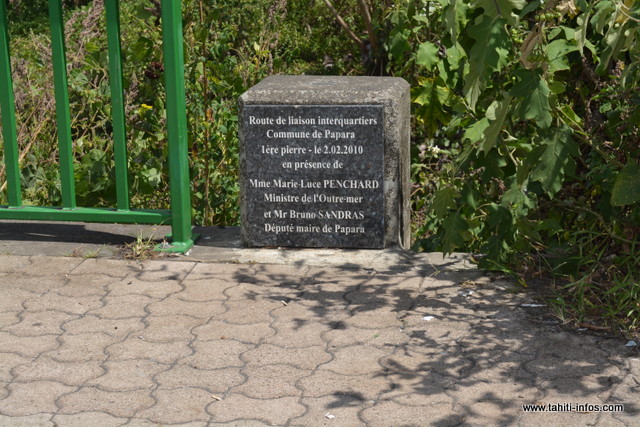 Route de liaison interquartiers
Commune de Papara
1ère pierre - le 2.02.2010
en présence de
Mme Marie-Luce PENCHARD
Ministre de l'Outre-mer
et Mr Bruno SANDRAS
Député maire de Papara
www.tahiti-infos.com